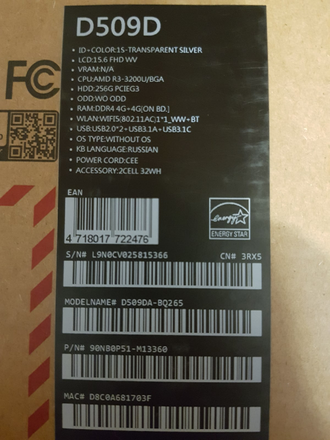 D509D
• ID-COLOR:1S-TRANSPARENT SILVER
• LCD:15.6 FHD WV
• VRAM:N/A
• CPU:AMD R3-3200U/BGA
• HDD:256G PCIEG3
• ODD:WO ODD
• RAM:DDR4 4G+4G[ON BD.]
• WLAN:WIFI5(802.11AC)1*1_WW+BT
• USB:USB2.0*2+USB3.1A+USB3.1C
• OS TYPE:WITHOUT OS
• KB LANGUAGE:RUSSIAN
• POWER CORD:CEE
• ACCESSORY:2CELL 32WH
FC
EAN
4 718017 722476
energy
ENERGY STAR
S/N# L9N0CV025815366 CN# 3RX5
MODELNAME# D509DA-BQ265
P/N# 90NB0P51-M13360
MAC# D8C0A681703F